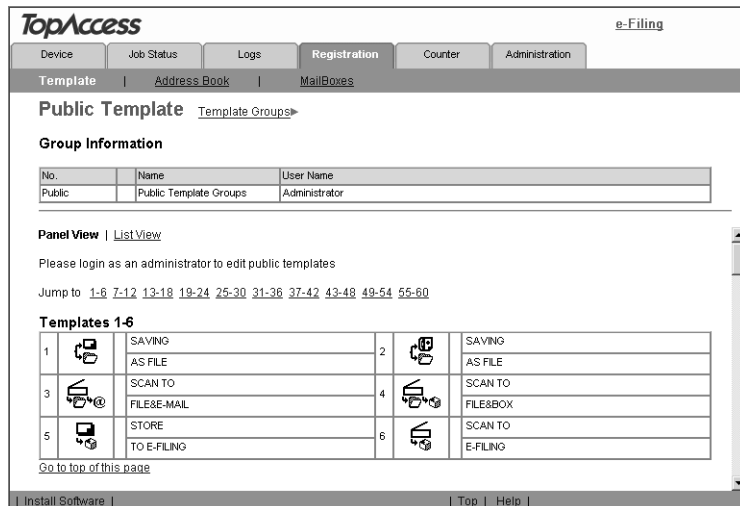 TopAccess
e-Filing
Device Job Status Logs Registration Counter Administration
Template | Address Book | MailBoxes
Public Template Template Groups
Group Information
No. Name User Name
Public Public Template Groups Administrator
Panel View | List View
Please login as an administrator to edit public templates
Jump to 1-6 7-12 13-18 19-24 25-30 31-36 37-42 43-48 49-54 55-60
Templates 1-6
1 SAVING AS FILE
2 SAVING AS FILE
3 SCAN TO FILE&E-MAIL
4 SCAN TO FILE&BOX
5 STORE TO E-FILING
6 SCAN TO E-FILING
Go to top of this page
| Install Software | | Top | Help |